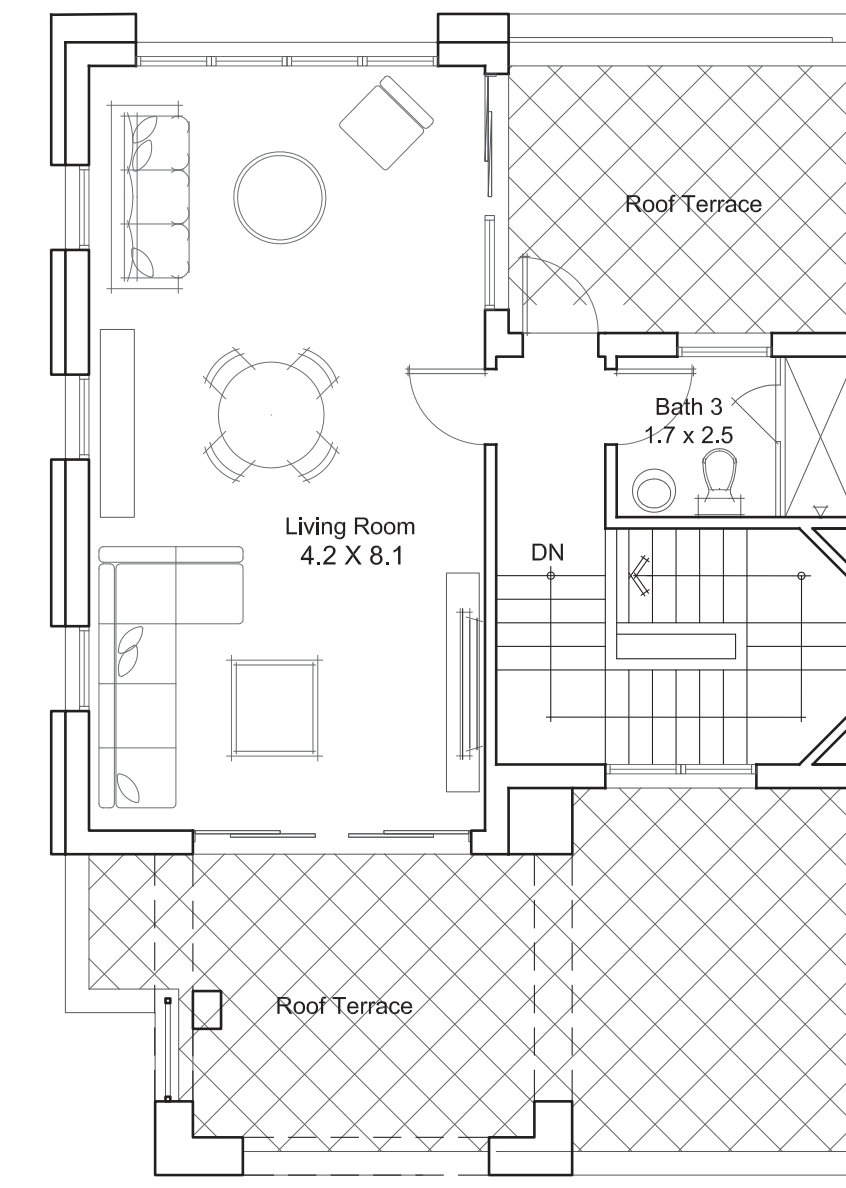 Roof Terrace
Bath 3
1.7 x 2.5
Living Room
4.2 X 8.1
DN
Roof Terrace